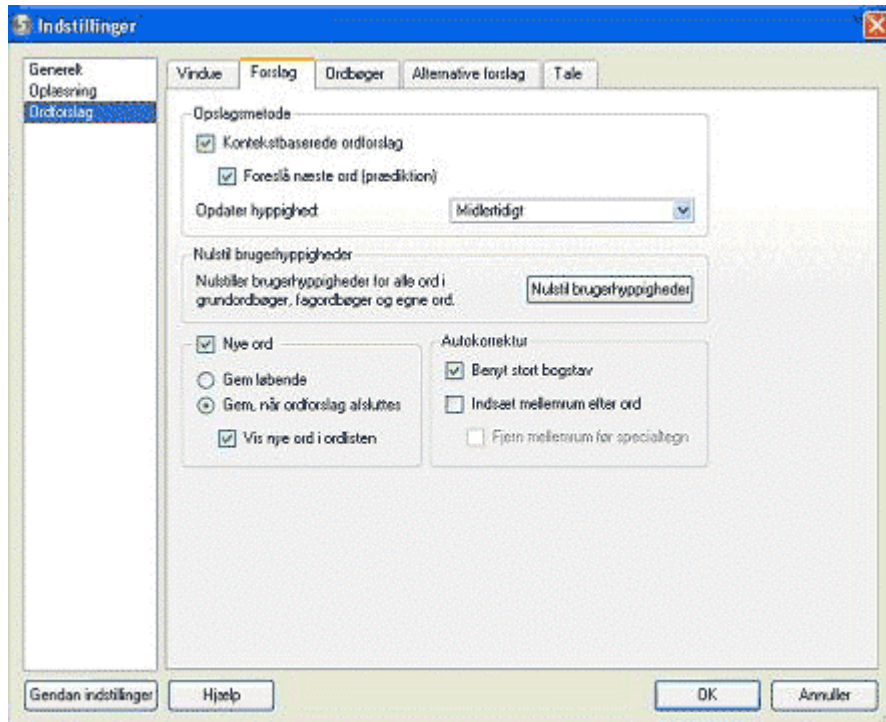 Indstillinger
Generelt
Oplæsning
Ordforslag
Vindue
Forslag
Ordbøger
Alternative forslag
Tale
Opslagsmetode
Kontekstbaserede ordforslag
Foreslå næste ord (prædiktion)
Opdater hyppighed:
Midlertidigt
Nulstil brugerhyppigheder
Nulstiller brugerhyppigheder for alle ord i
grundordbøger, fagordbøger og egne ord.
Nulstil brugerhyppigheder
Nye ord
Gem løbende
Gem, når ordforslag afsluttes
Vis nye ord i ordlisten
Autokorrektur
Benyt stort bogstav
Indsæt mellemrum efter ord
Fjern mellemrum før specialtegn
Gendan indstillinger
Hjælp
OK
Annuller